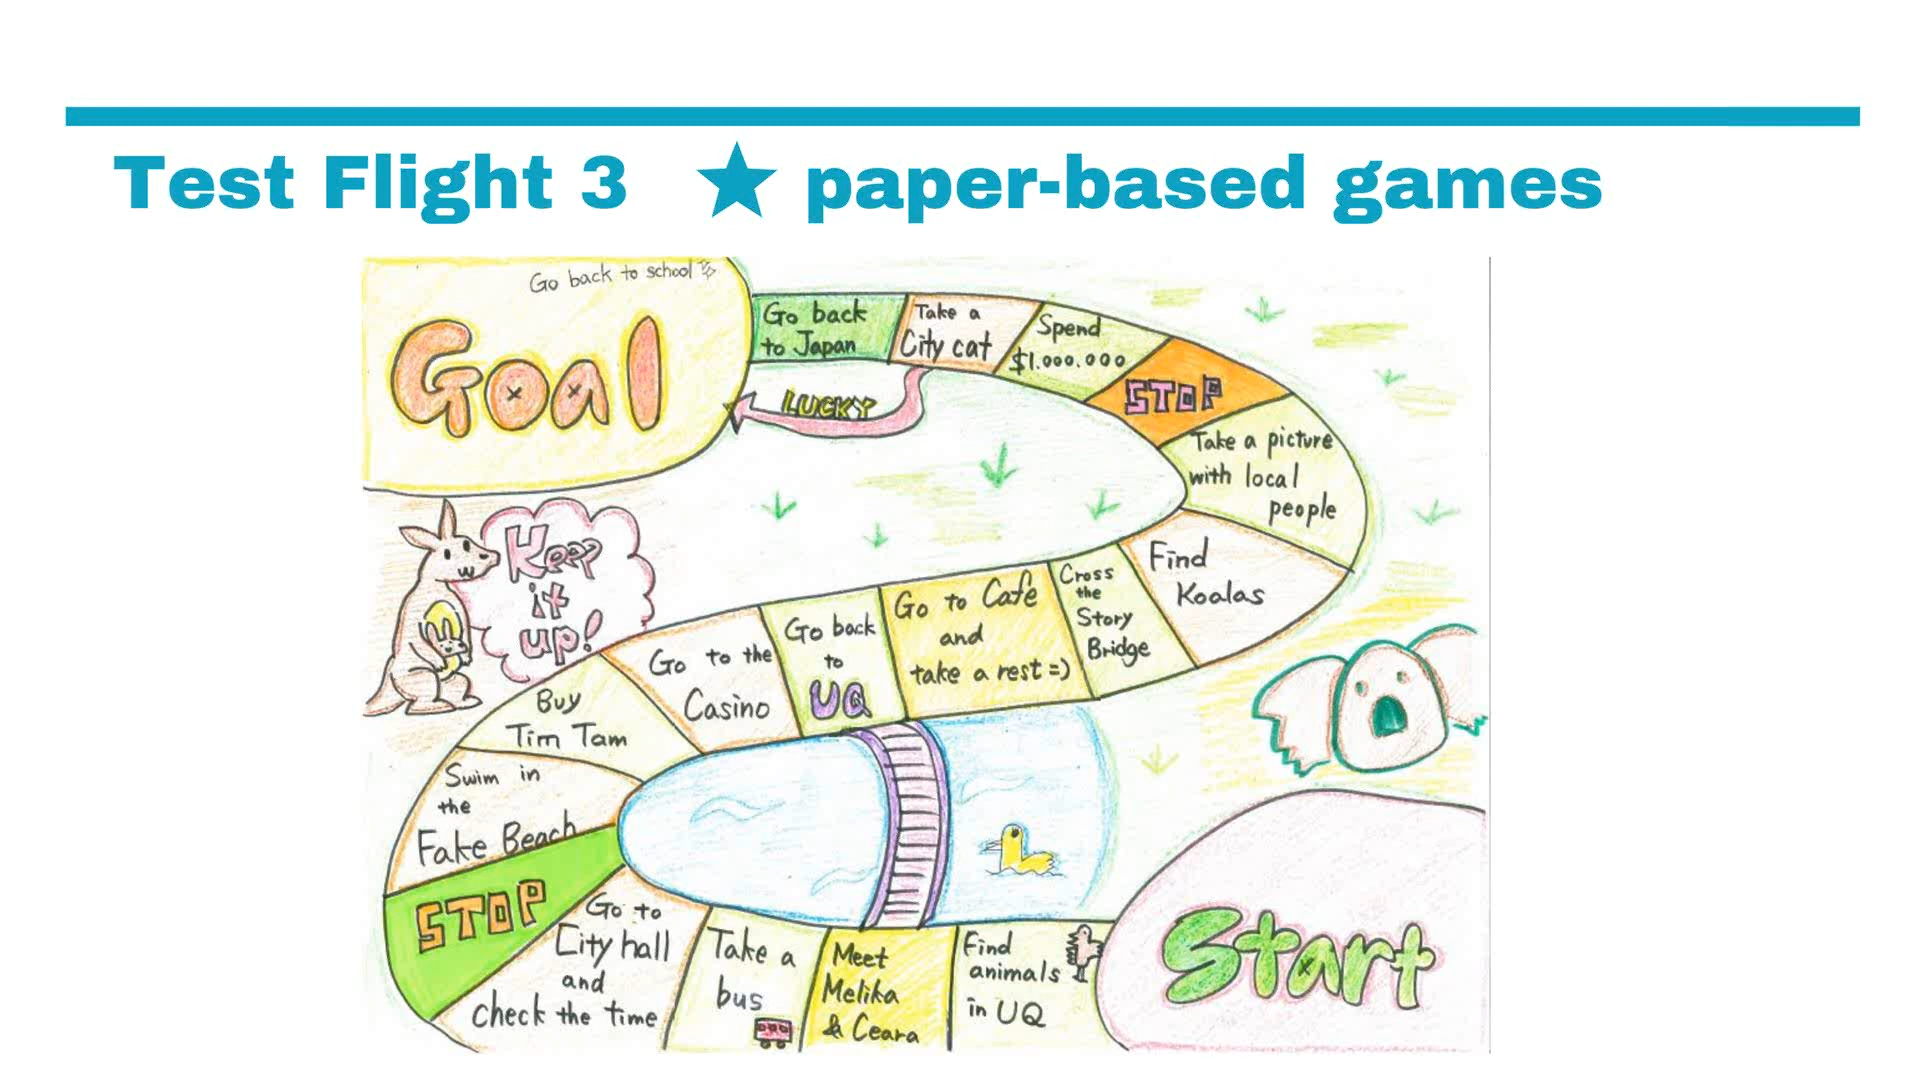 Test Flight 3 ★ paper-based games
Go back to school
Goal
Go back
to Japan
Take a
City cat
Spend
$1.000.000
STOP
LUCKY
Take a picture
with local
people
Find
Koalas
Cross
the
Story
Bridge
Go to Cafe
and
take a rest =)
Go back
to
UQ
Go to the
Casino
Keep
it
up!
Buy
Tim Tam
Swim in
the
Fake Beach
STOP
Go to
City hall
and
check the time
Take a
bus
Meet
Melika
& Ceara
Find
animals
in UQ
Start